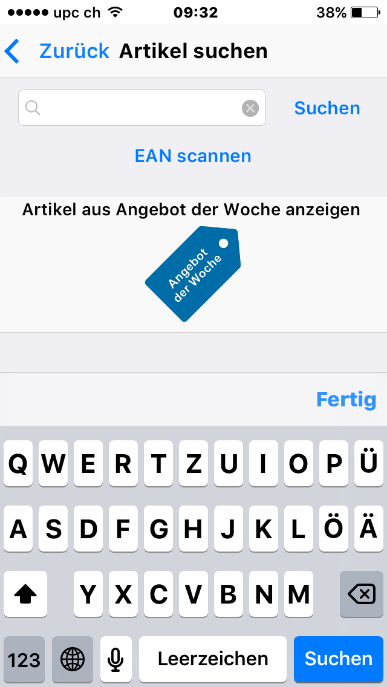 upc ch 09:32 38%
Zurück Artikel suchen
Suchen
EAN scannen
Artikel aus Angebot der Woche anzeigen
Angebot
der Woche
Fertig
Q W E R T Z U I O P Ü
A S D F G H J K L Ö Ä
Y X C V B N M
123 Leerzeichen Suchen